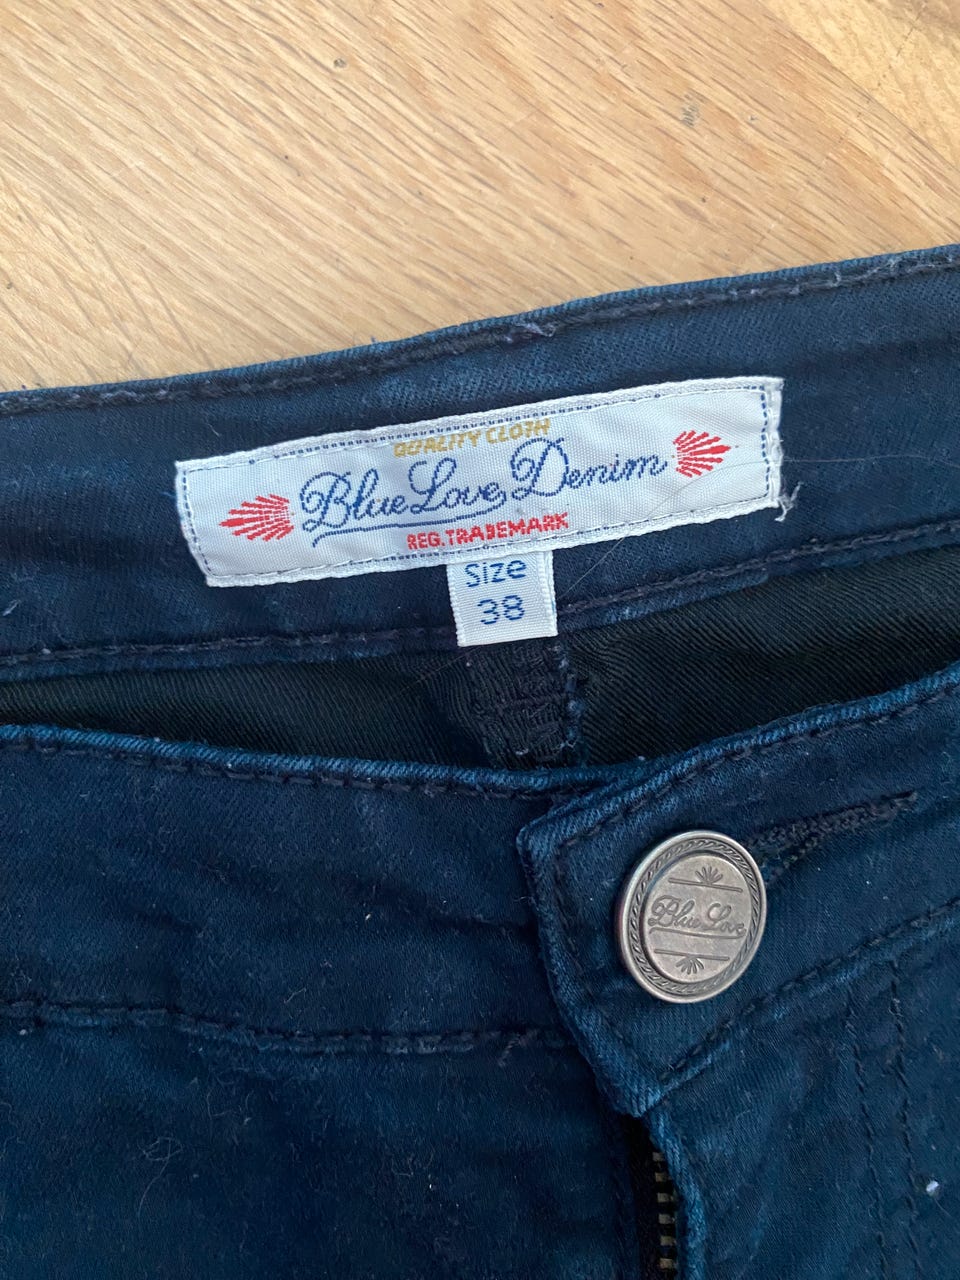 QUALITY CLOTH
Blue Love Denim
REG. TRADEMARK
Size
38
Blue Love